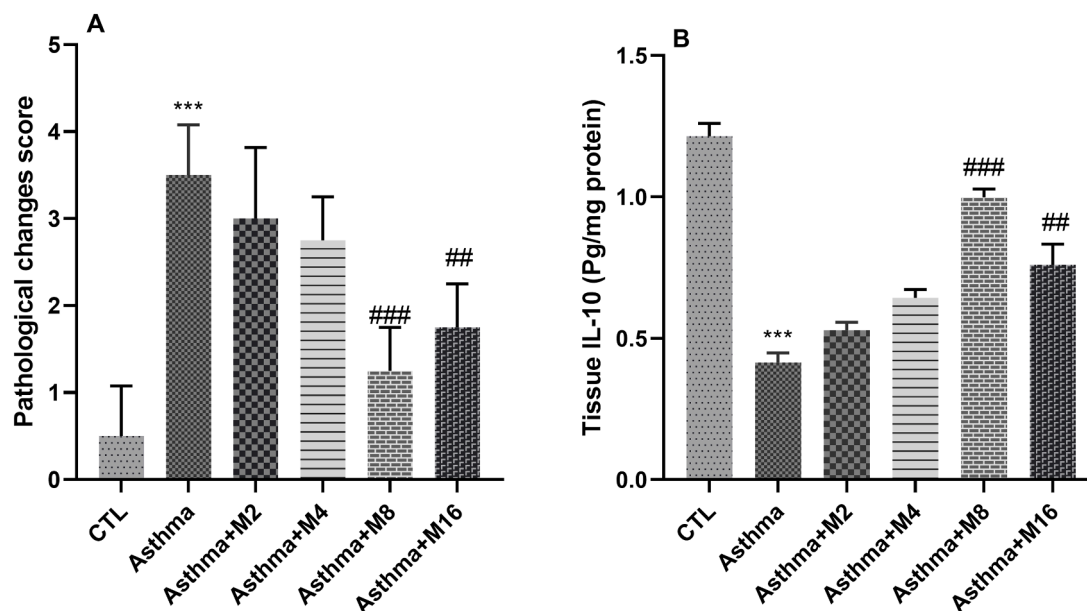 A
Pathological changes score
5
4
3
2
1
0
***
###
##
CTL
Asthma
Asthma+M2
Asthma+M4
Asthma+M8
Asthma+M16
B
Tissue IL-10 (Pg/mg protein)
1.5
1.0
0.5
0.0
***
###
##
CTL
Asthma
Asthma+M2
Asthma+M4
Asthma+M8
Asthma+M16